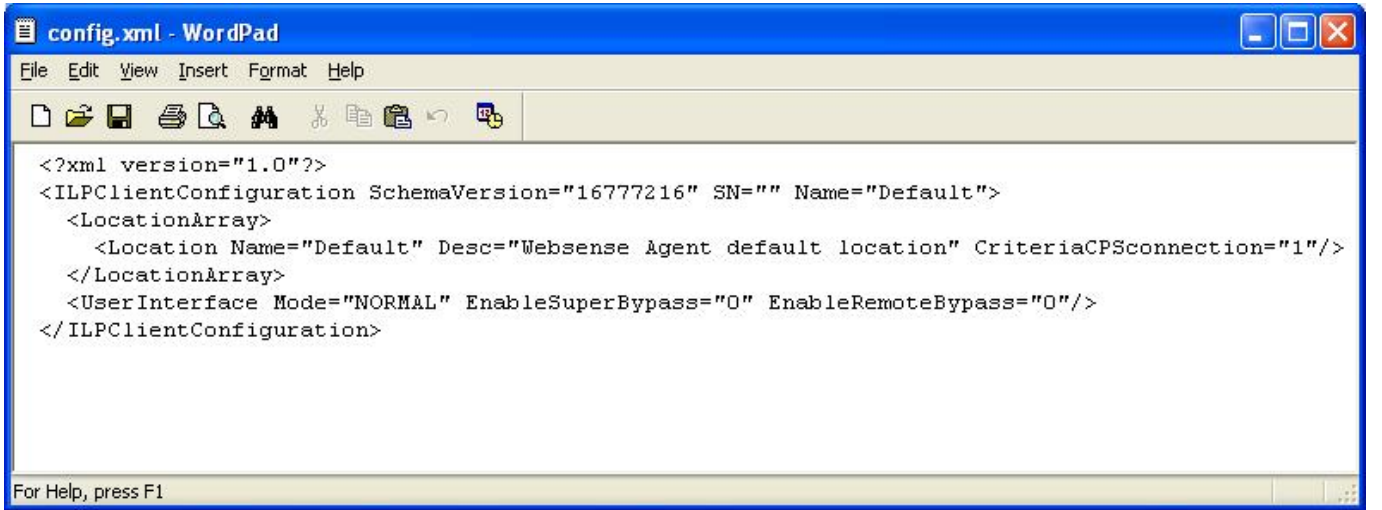 config.xml - WordPad
File Edit View Insert Format Help
<?xml version="1.0"?>
<ILPClientConfiguration SchemaVersion="16777216" SN="" Name="Default">
<LocationArray>
<Location Name="Default" Desc="Websense Agent default location" CriteriaCPSconnection="1"/>
</LocationArray>
<UserInterface Mode="NORMAL" EnableSuperBypass="0" EnableRemoteBypass="0"/>
</ILPClientConfiguration>
For Help, press F1